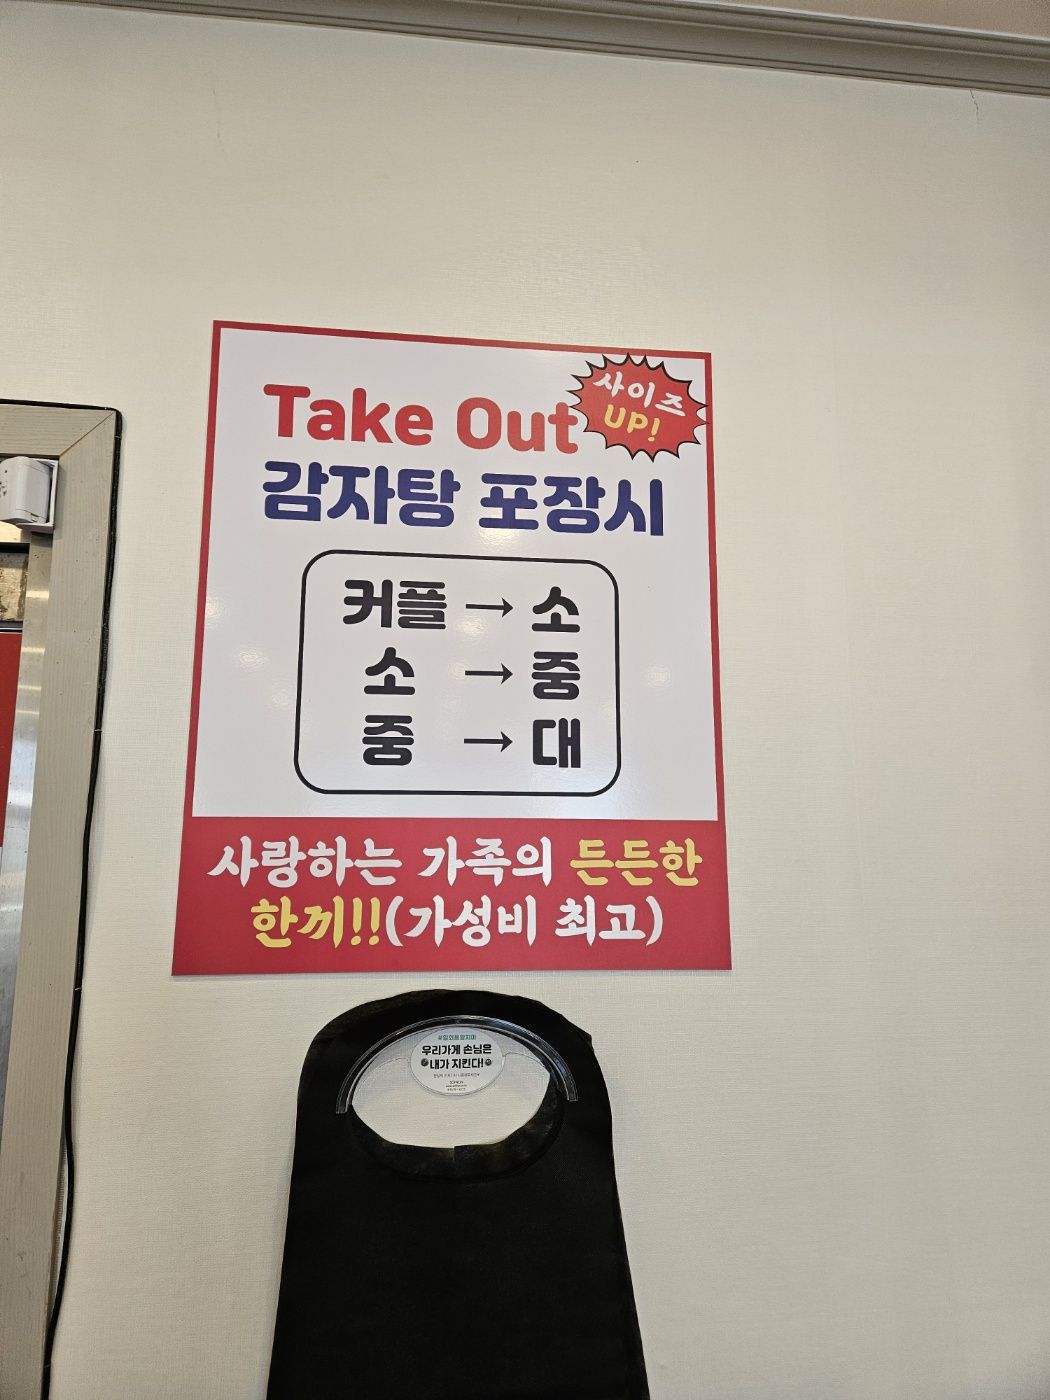 Take Out
사이즈
UP!
감자탕 포장시
커플 → 소
소 → 중
중 → 대
사랑하는 가족의 든든한
한끼!!(가성비 최고)
우리가게 손님은
내가 지킨다!